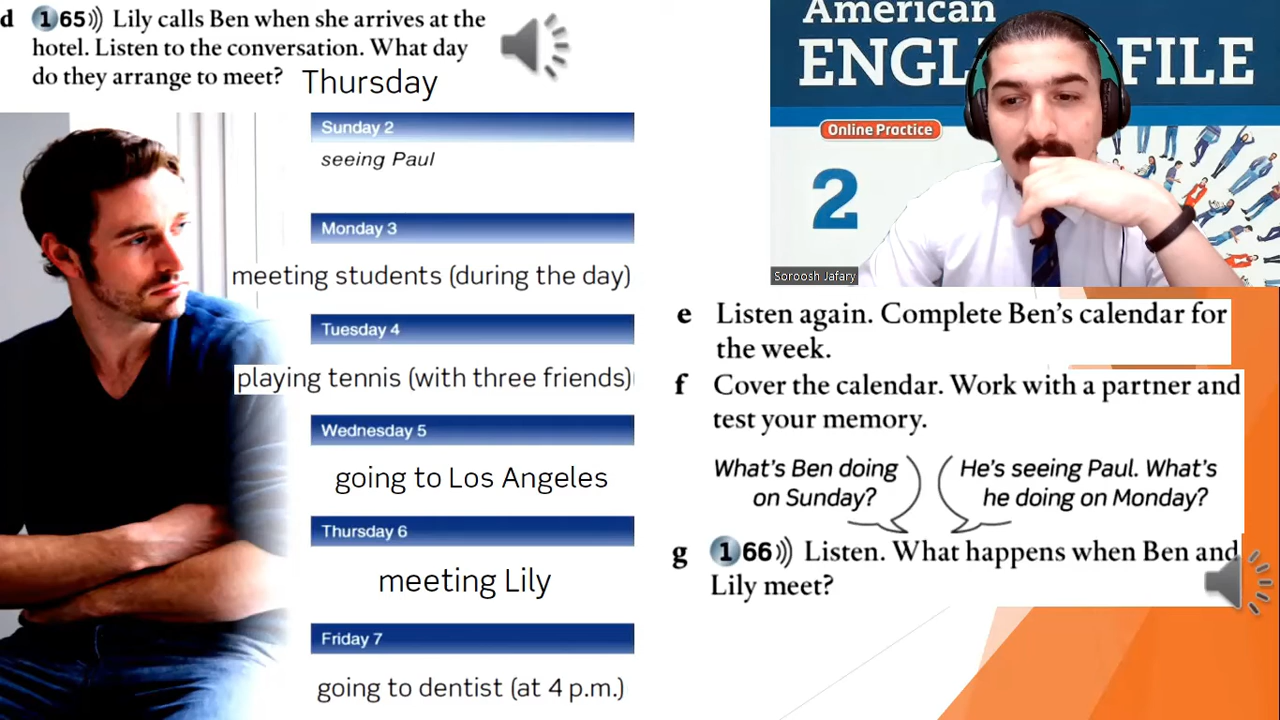 d 1 65))) Lily calls Ben when she arrives at the
hotel. Listen to the conversation. What day
do they arrange to meet? Thursday
Sunday 2
seeing Paul
Monday 3
meeting students (during the day)
Tuesday 4
playing tennis (with three friends)
Wednesday 5
going to Los Angeles
Thursday 6
meeting Lily
Friday 7
going to dentist (at 4 p.m.)
American
ENGL FILE
Online Practice
2
Soroosh Jafary
e Listen again. Complete Ben's calendar for
the week.
f Cover the calendar. Work with a partner and
test your memory.
What's Ben doing
on Sunday?
He's seeing Paul. What's
he doing on Monday?
g 1 66))) Listen. What happens when Ben and
Lily meet?